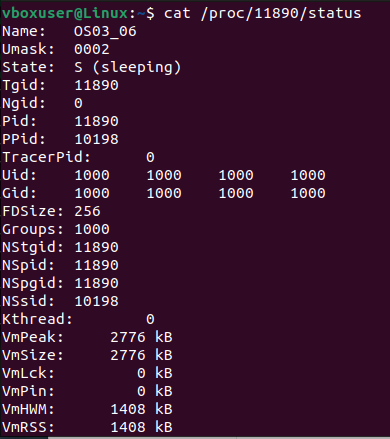 vboxuser@Linux:~$ cat /proc/11890/status
Name:	OS03_06
Umask:	0002
State:	S (sleeping)
Tgid:	11890
Ngid:	0
Pid:	11890
PPid:	10198
TracerPid:	0
Uid:	1000	1000	1000	1000
Gid:	1000	1000	1000	1000
FDSize:	256
Groups:	1000
NStgid:	11890
NSpid:	11890
NSpgid:	11890
NSsid:	10198
Kthread:	0
VmPeak:	    2776 kB
VmSize:	    2776 kB
VmLck:	       0 kB
VmPin:	       0 kB
VmHWM:	    1408 kB
VmRSS:	    1408 kB